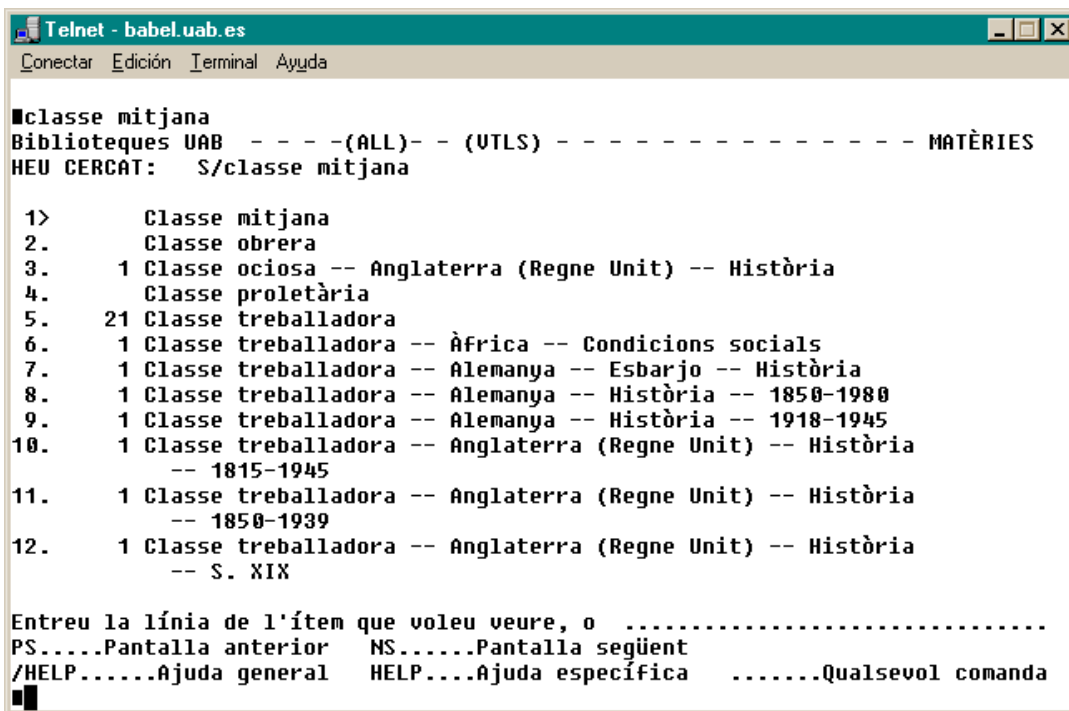 Telnet - babel.uab.es
Conectar Edición Terminal Ayuda
classe mitjana
Biblioteques UAB - - - -(ALL)- - (VTLS) - - - - - - - - - - - - - - MATÈRIES
HEU CERCAT: S/classe mitjana
1> Classe mitjana
2. Classe obrera
3. 1 Classe ociosa -- Anglaterra (Regne Unit) -- Història
4. Classe proletària
5. 21 Classe treballadora
6. 1 Classe treballadora -- Àfrica -- Condicions socials
7. 1 Classe treballadora -- Alemanya -- Esbarjo -- Història
8. 1 Classe treballadora -- Alemanya -- Història -- 1850-1980
9. 1 Classe treballadora -- Alemanya -- Història -- 1918-1945
10. 1 Classe treballadora -- Anglaterra (Regne Unit) -- Història
-- 1815-1945
11. 1 Classe treballadora -- Anglaterra (Regne Unit) -- Història
-- 1850-1939
12. 1 Classe treballadora -- Anglaterra (Regne Unit) -- Història
-- S. XIX
Entreu la línia de l'ítem que voleu veure, o ................................
PS.....Pantalla anterior NS......Pantalla següent
/HELP......Ajuda general HELP....Ajuda específica .......Qualsevol comanda